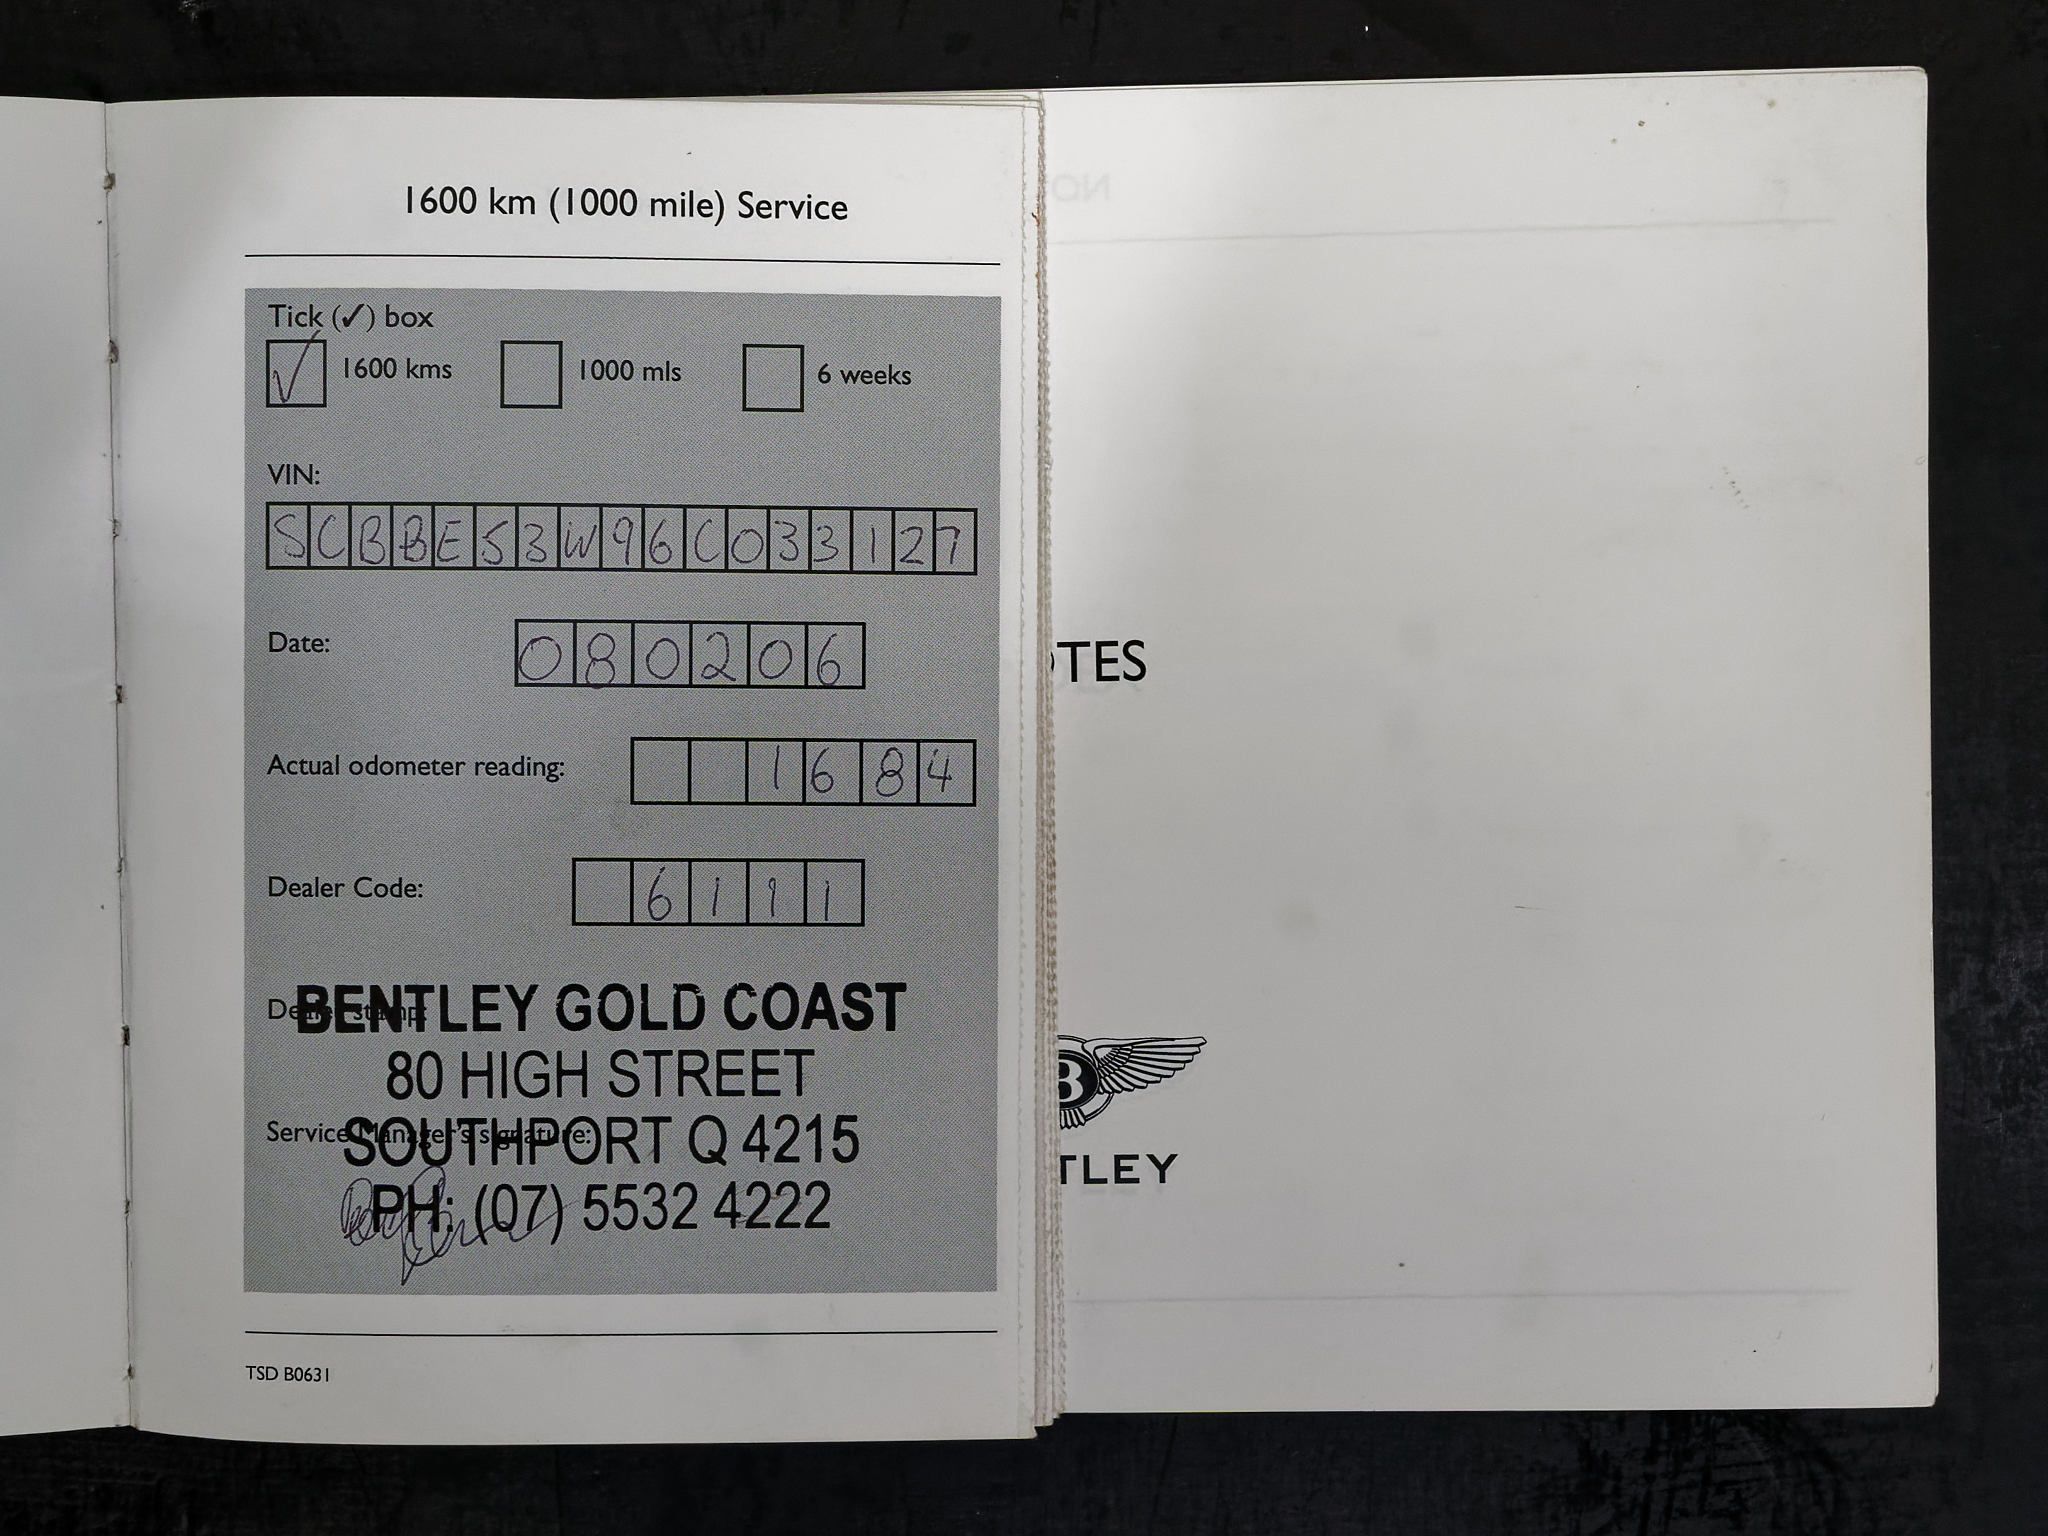 1600 km (1000 mile) Service
Tick (✓) box
✓ 1600 kms 1000 mls 6 weeks
VIN:
SCBBE53W96C033127
Date:
080206
Actual odometer reading:
1684
Dealer Code:
6191
Dealer stamp:
BENTLEY GOLD COAST
80 HIGH STREET
Service Manager's signature:
SOUTHPORT Q 4215
PH: (07) 5532 4222
TSD B0631
OTES
B
TLEY